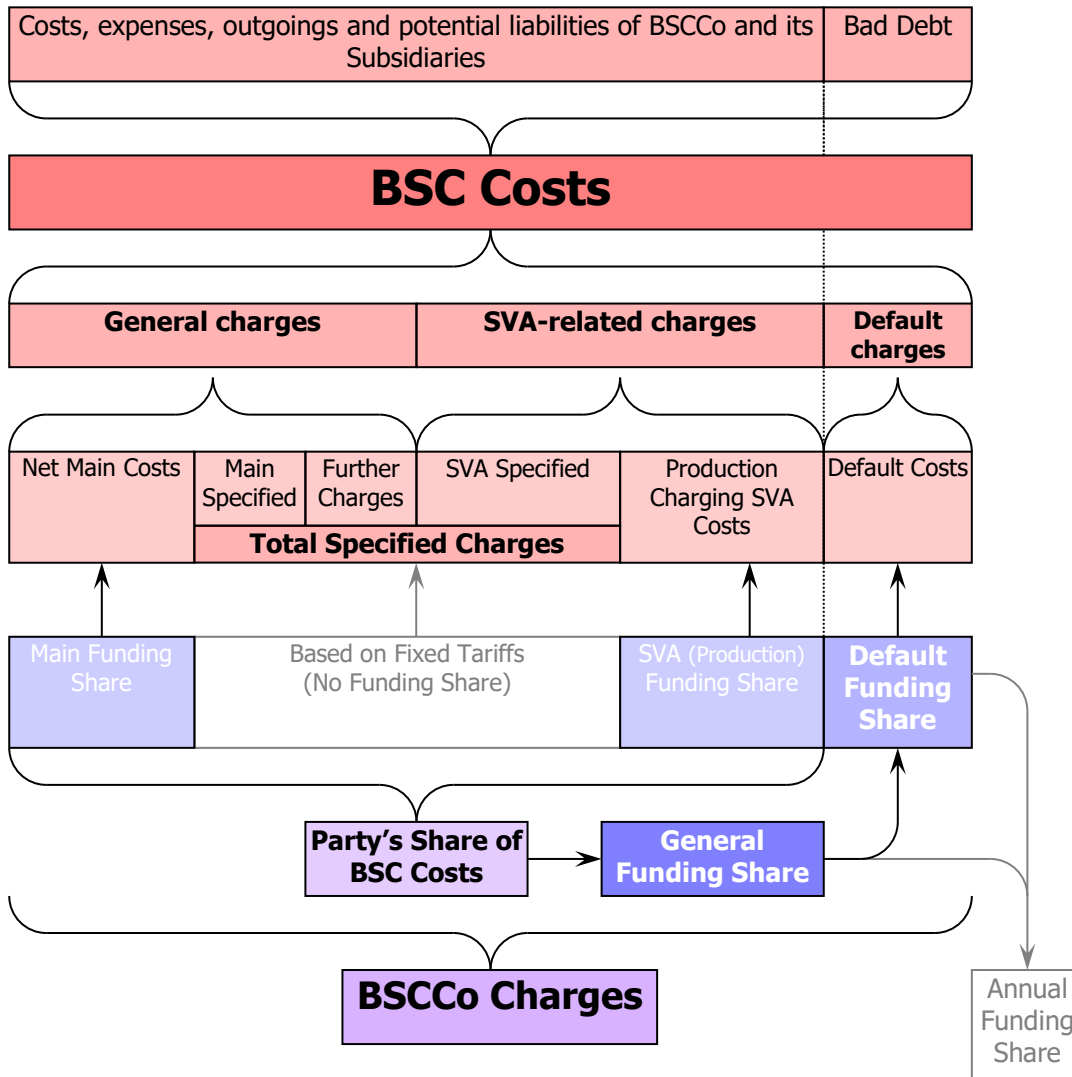 Costs, expenses, outgoings and potential liabilities of BSCCo and its
Subsidiaries
Bad Debt
BSC Costs
General charges
SVA-related charges
Default
charges
Net Main Costs
Main
Specified
Further
Charges
SVA Specified
Production
Charging SVA
Costs
Default Costs
Total Specified Charges
Main Funding
Share
Based on Fixed Tariffs
(No Funding Share)
SVA (Production)
Funding Share
Default
Funding
Share
Party’s Share of
BSC Costs
General
Funding Share
BSCCo Charges
Annual
Funding
Share